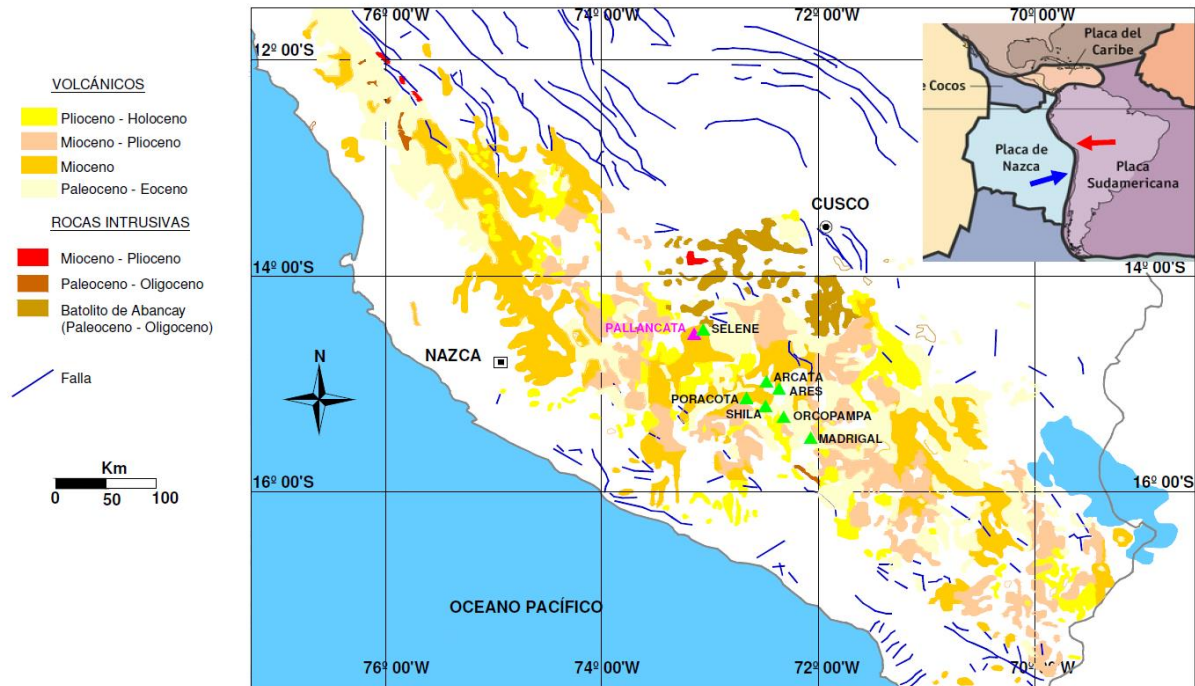 VOLCÁNICOS
Plioceno - Holoceno
Mioceno - Plioceno
Mioceno
Paleoceno - Eoceno
ROCAS INTRUSIVAS
Mioceno - Plioceno
Paleoceno - Oligoceno
Batolito de Abancay
(Paleoceno - Oligoceno)
Falla
Km
0 50 100
76º 00'W 74º 00'W 72º 00'W 70º 00'W
12º 00'S
Placa del
Caribe
e Cocos
Placa de
Nazca
Placa
Sudamericana
CUSCO
14º 00'S 14º 00'S
PALLANCATA SELENE
NAZCA
N
ARCATA
ARES
PORACOTA
SHILA
ORCOPAMPA
MADRIGAL
16º 00'S 16º 00'S
OCEANO PACÍFICO
76º 00'W 74º 00'W 72º 00'W 70º 00'W